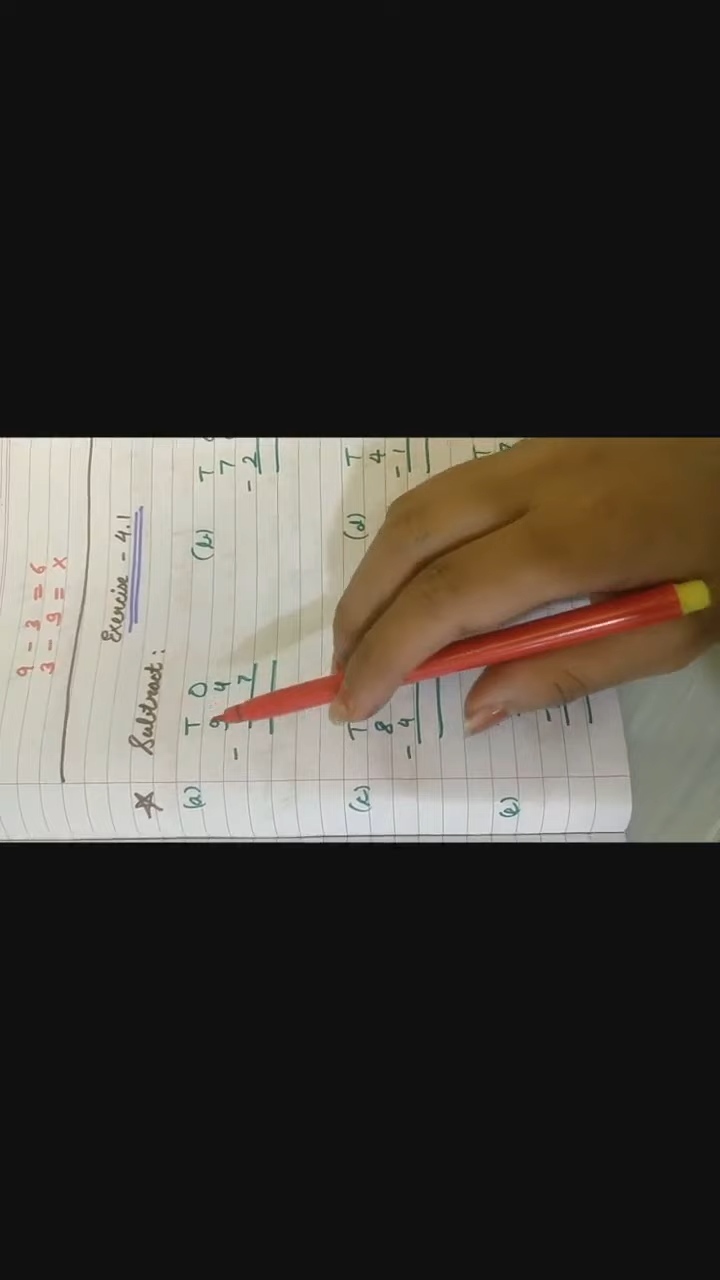 9 - 3 = 6
3 - 9 = x
Exercise - 4.1
Subtract:
(a) T O (b) T
9 4 7
- 7 - 2
(c) T (d) T
8 4
- 4 - 1
(e) T
-